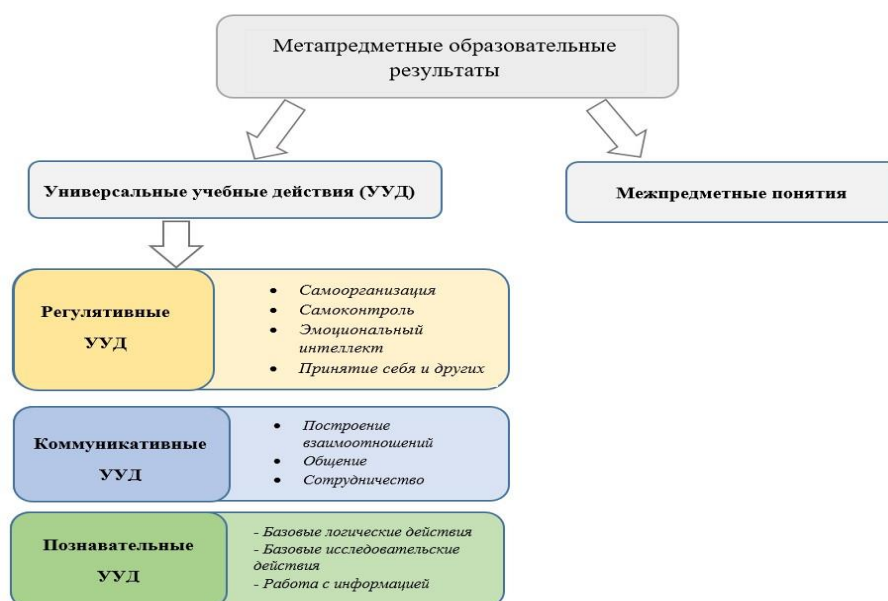 Метапредметные образовательные
результаты
Универсальные учебные действия (УУД)
Межпредметные понятия
Регулятивные
УУД
• Самоорганизация
• Самоконтроль
• Эмоциональный
интеллект
• Принятие себя и других
Коммуникативные
УУД
• Построение
взаимоотношений
• Общение
• Сотрудничество
Познавательные
УУД
- Базовые логические действия
- Базовые исследовательские
действия
- Работа с информацией